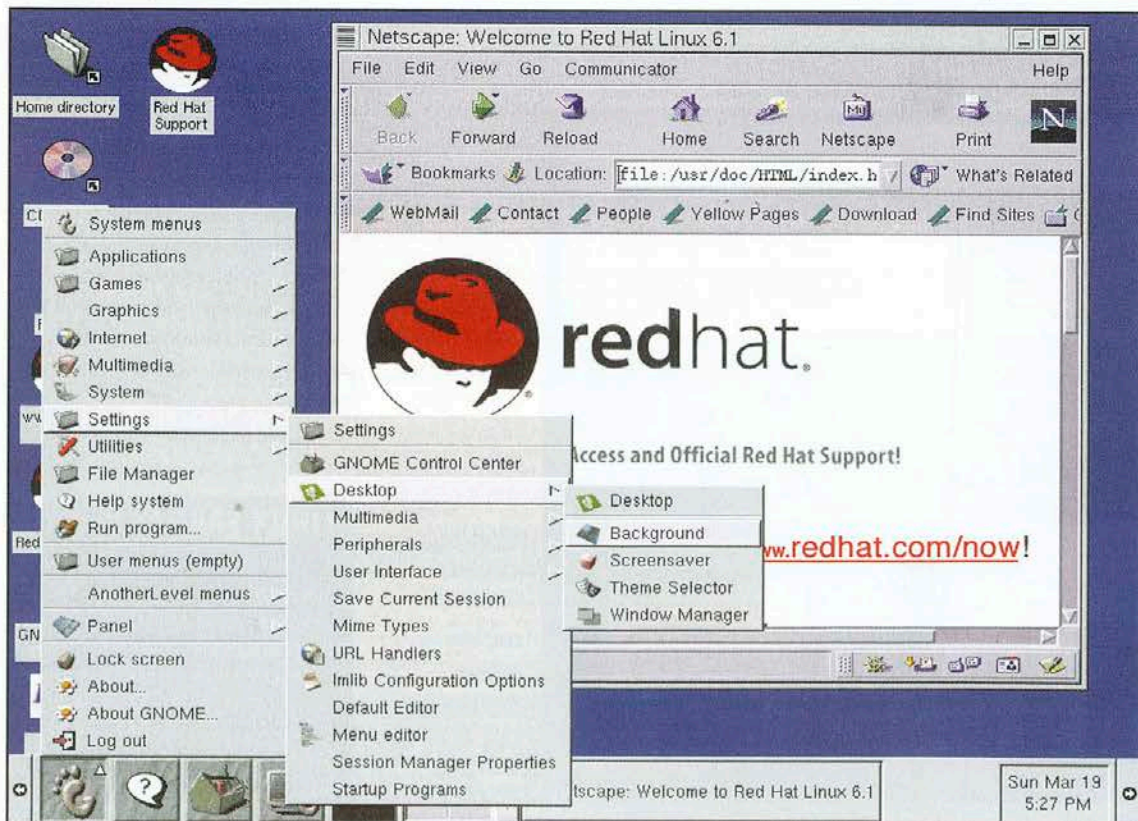 Home directory
Red Hat
Support
Netscape: Welcome to Red Hat Linux 6.1
File Edit View Go Communicator Help
Back Forward Reload Home Search Netscape Print
N
Bookmarks Location: file:/usr/doc/HTML/index.h What's Related
WebMail Contact People Yellow Pages Download Find Sites
redhat.
Access and Official Red Hat Support!
ww.redhat.com/now!
System menus
Applications
Games
Graphics
Internet
Multimedia
System
Settings
Utilities
File Manager
Help system
Run program...
User menus (empty)
AnotherLevel menus
Panel
Lock screen
About...
About GNOME...
Log out
Settings
GNOME Control Center
Desktop
Multimedia
Peripherals
User Interface
Save Current Session
Mime Types
URL Handlers
Imlib Configuration Options
Default Editor
Menu editor
Session Manager Properties
Startup Programs
Desktop
Background
Screensaver
Theme Selector
Window Manager
Red
GN
tscape: Welcome to Red Hat Linux 6.1
Sun Mar 19
5:27 PM